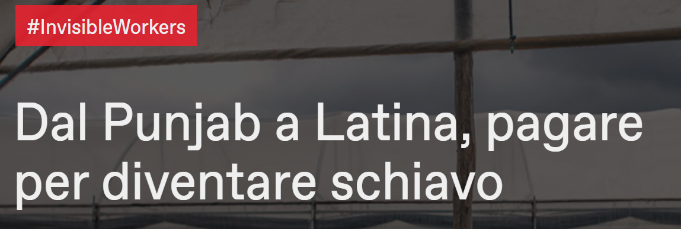 #InvisibleWorkers
Dal Punjab a Latina, pagare
per diventare schiavo